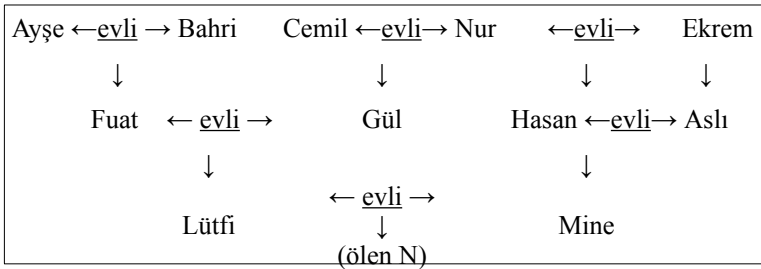 Ayşe ←evli → Bahri Cemil ←evli→ Nur ←evli→ Ekrem
↓ ↓ ↓ ↓
Fuat ← evli → Gül Hasan ←evli→ Aslı
↓ ↓
← evli →
Lütfi ↓ Mine
(ölen N)